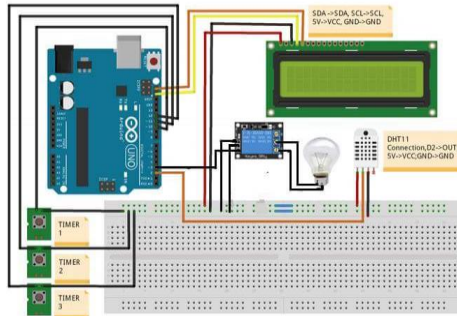 SDA->SDA, SCL->SCL,
5V->VCC, GND->GND
ARDUINO
UNO
DHT11
Connection,D2->OUT
5V->VCC;GND->GND
TIMER
1
TIMER
2
TIMER
3